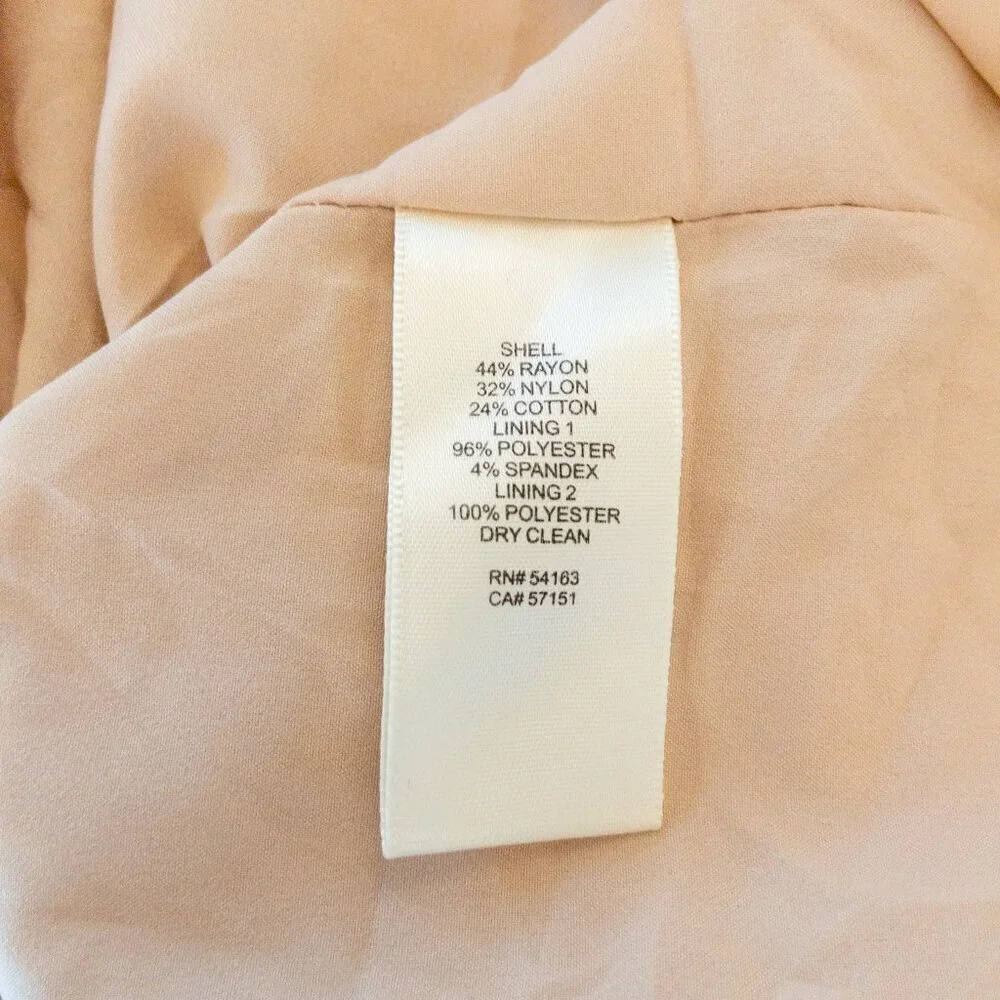 SHELL
44% RAYON
32% NYLON
24% COTTON
LINING 1
96% POLYESTER
4% SPANDEX
LINING 2
100% POLYESTER
DRY CLEAN
RN# 54163
CA# 57151